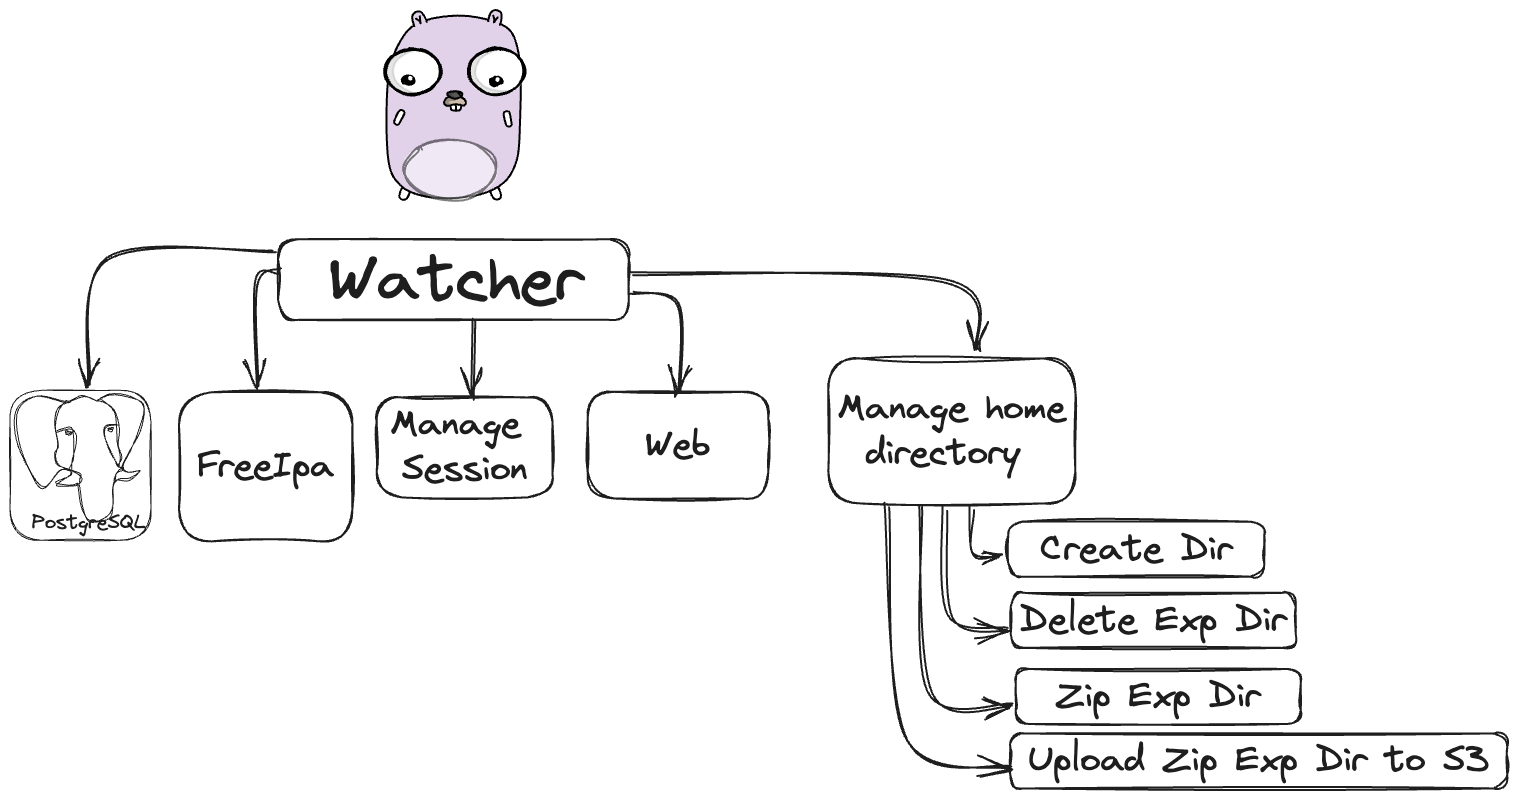 Watcher
PostgreSQL
FreeIpa
Manage
Session
Web
Manage home
directory
Create Dir
Delete Exp Dir
Zip Exp Dir
Upload Zip Exp Dir to S3